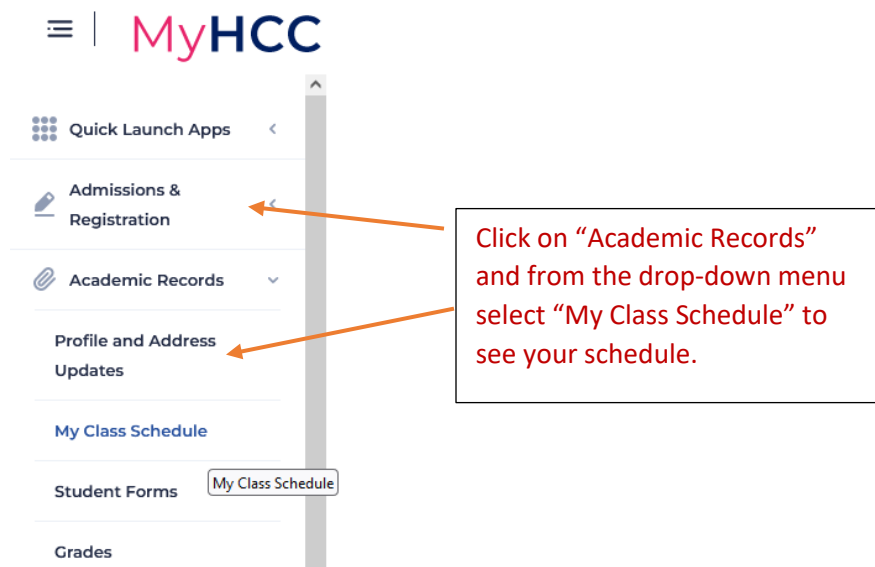 MyHCC
Quick Launch Apps
Admissions &
Registration
Academic Records
Profile and Address
Updates
My Class Schedule
My Class Schedule
Student Forms
Grades
Click on “Academic Records”
and from the drop-down menu
select “My Class Schedule” to
see your schedule.